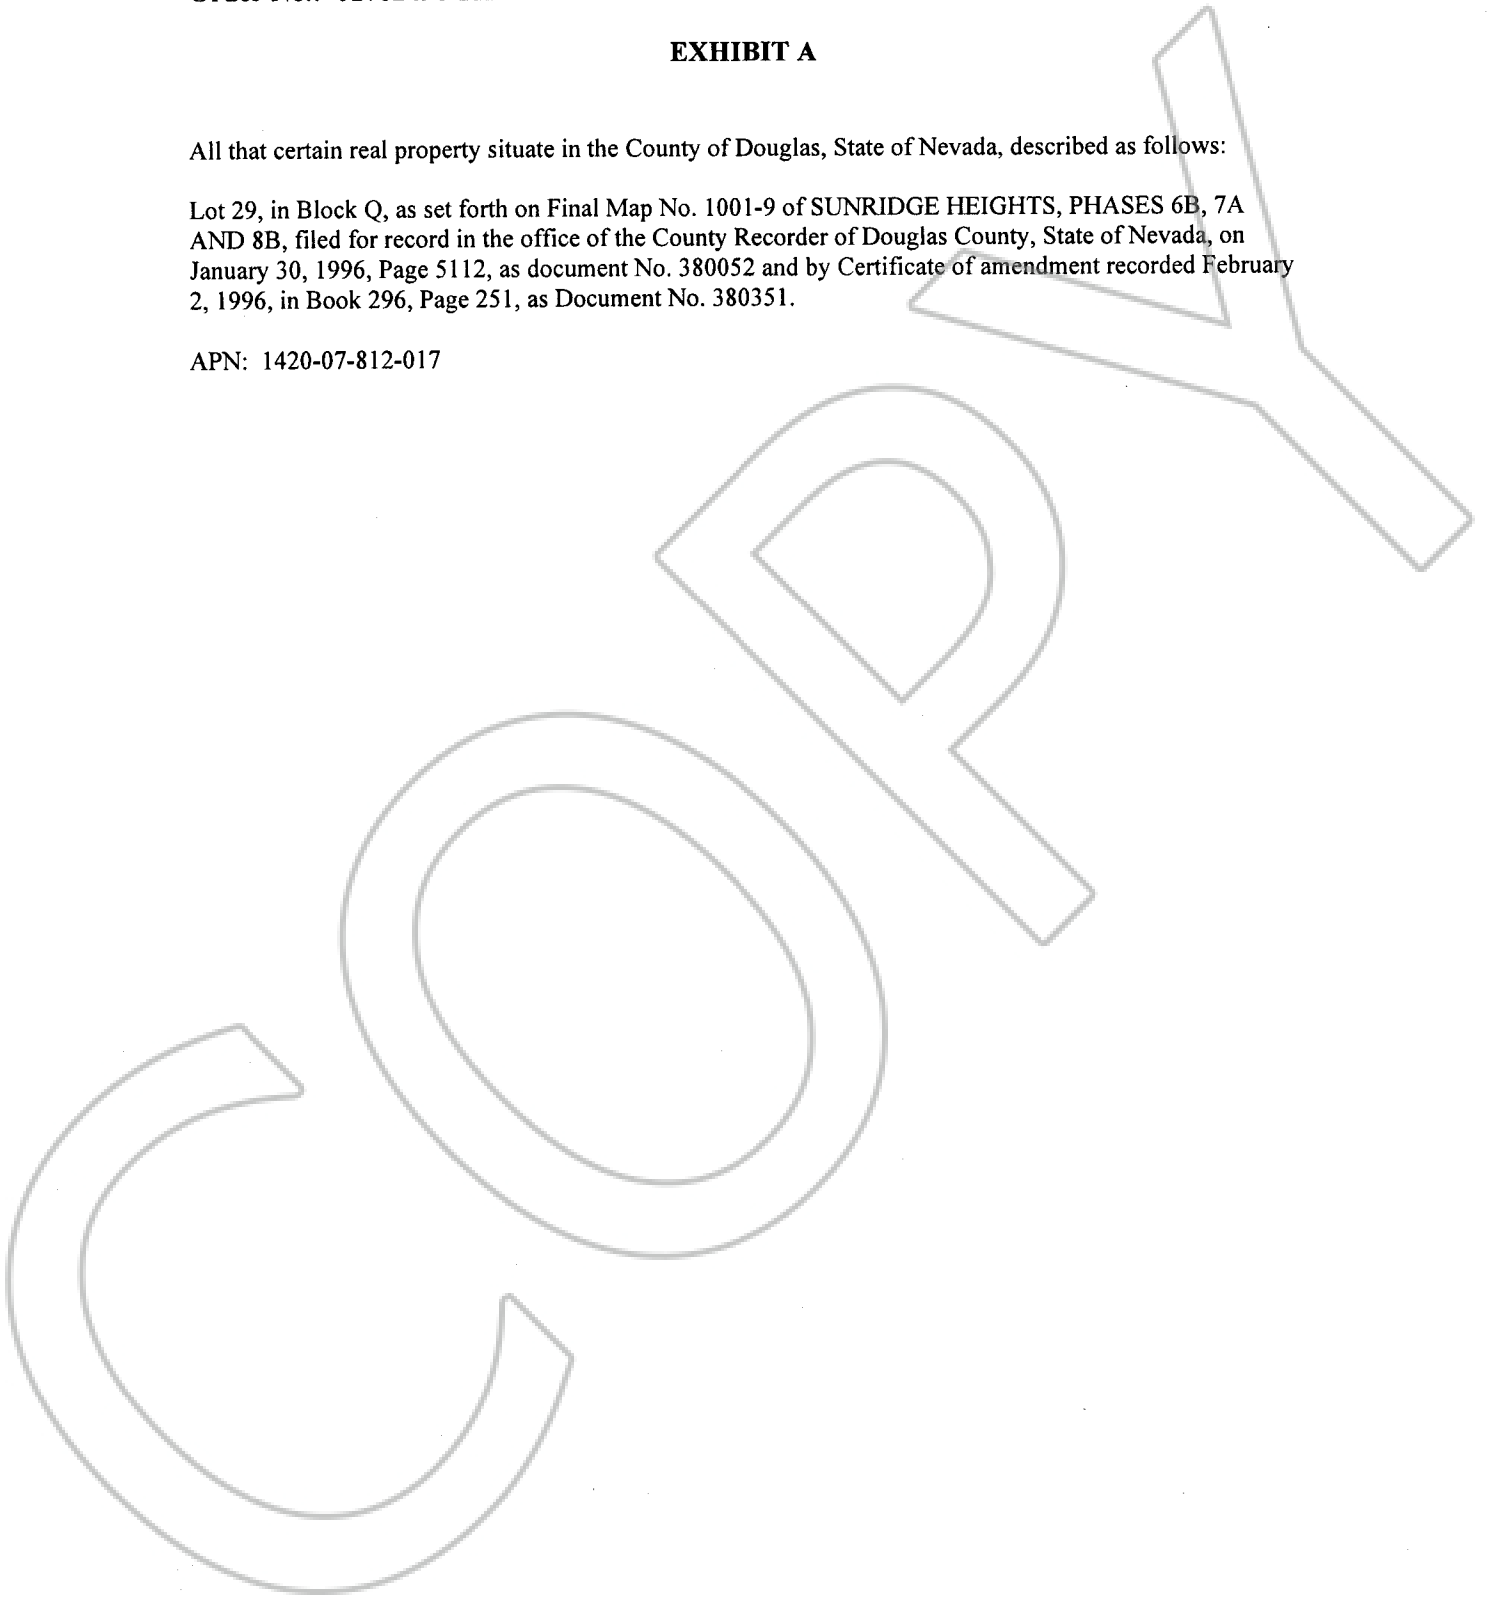 EXHIBIT A
All that certain real property situate in the County of Douglas, State of Nevada, described as follows:
Lot 29, in Block Q, as set forth on Final Map No. 1001-9 of SUNRIDGE HEIGHTS, PHASES 6B, 7A
AND 8B, filed for record in the office of the County Recorder of Douglas County, State of Nevada, on
January 30, 1996, Page 5112, as document No. 380052 and by Certificate of amendment recorded February
2, 1996, in Book 296, Page 251, as Document No. 380351.
APN: 1420-07-812-017
COPY